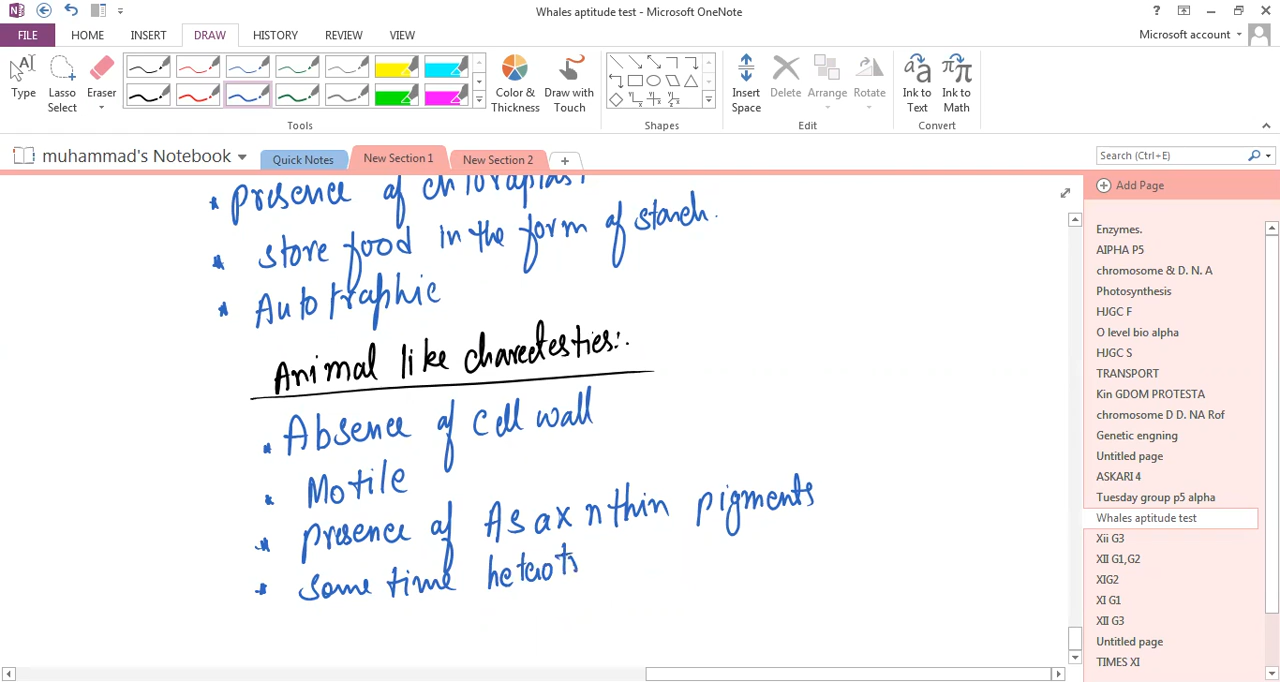 Whales aptitude test - Microsoft OneNote
FILE HOME INSERT DRAW HISTORY REVIEW VIEW
Microsoft account
Type Lasso Select Eraser Color & Thickness Draw with Touch Insert Space Delete Arrange Rotate Ink to Text Ink to Math
Tools Shapes Edit Convert
muhammad's Notebook Quick Notes New Section 1 New Section 2
Search (Ctrl+E)
Add Page
presence of chloroplast
store food in the form of starch.
Autotraphic
Animal like charectesties:.
Absence of cell wall
Motile
presence of Asaxnthin pigments
some time hetrots
Enzymes.
AIPHA P5
chromosome & D. N. A
Photosynthesis
HJGC F
O level bio alpha
HJGC S
TRANSPORT
Kin GDOM PROTESTA
chromosome D D. NA Rof
Genetic engning
Untitled page
ASKARI 4
Tuesday group p5 alpha
Whales aptitude test
Xii G3
XII G1,G2
XIG2
XI G1
XII G3
Untitled page
TIMES XI